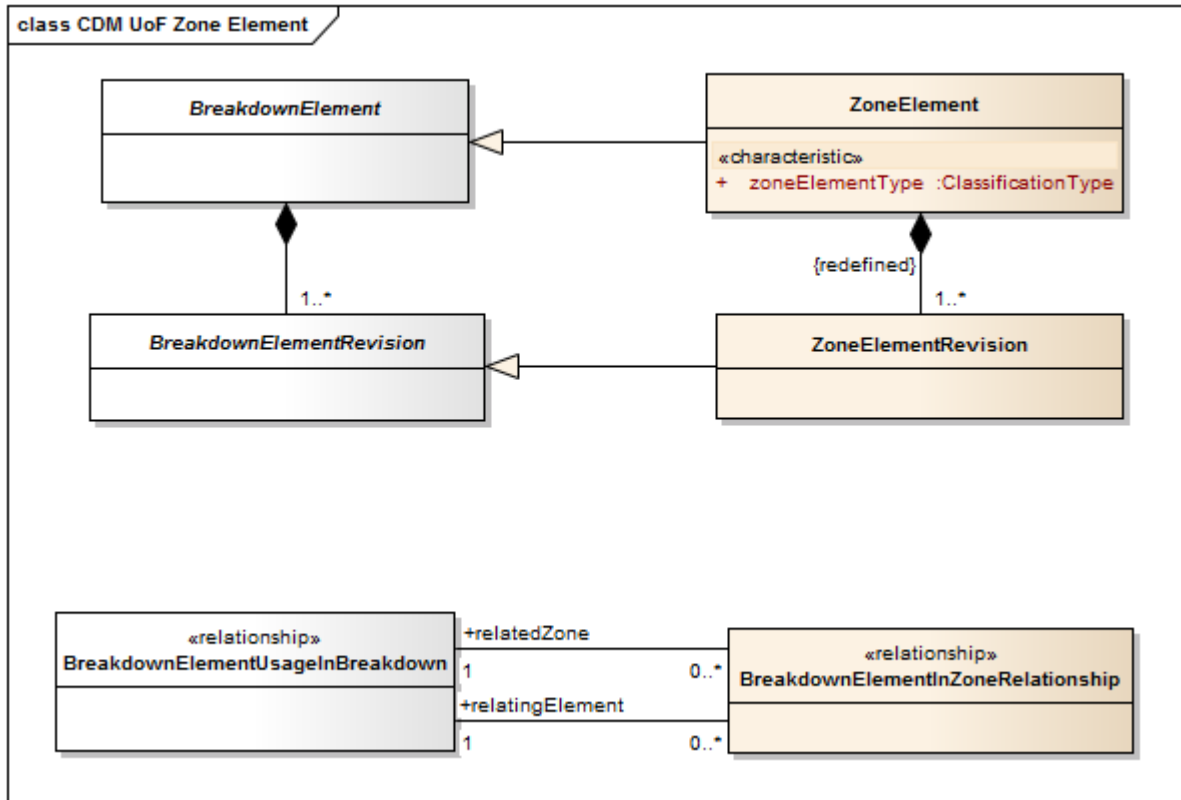 class CDM UoF Zone Element
BreakdownElement
ZoneElement
«characteristic»
+ zoneElementType :ClassificationType
{redefined}
1..*
1..*
BreakdownElementRevision
ZoneElementRevision
«relationship»
BreakdownElementUsageInBreakdown
+relatedZone
1
0..*
+relatingElement
1
0..*
«relationship»
BreakdownElementInZoneRelationship